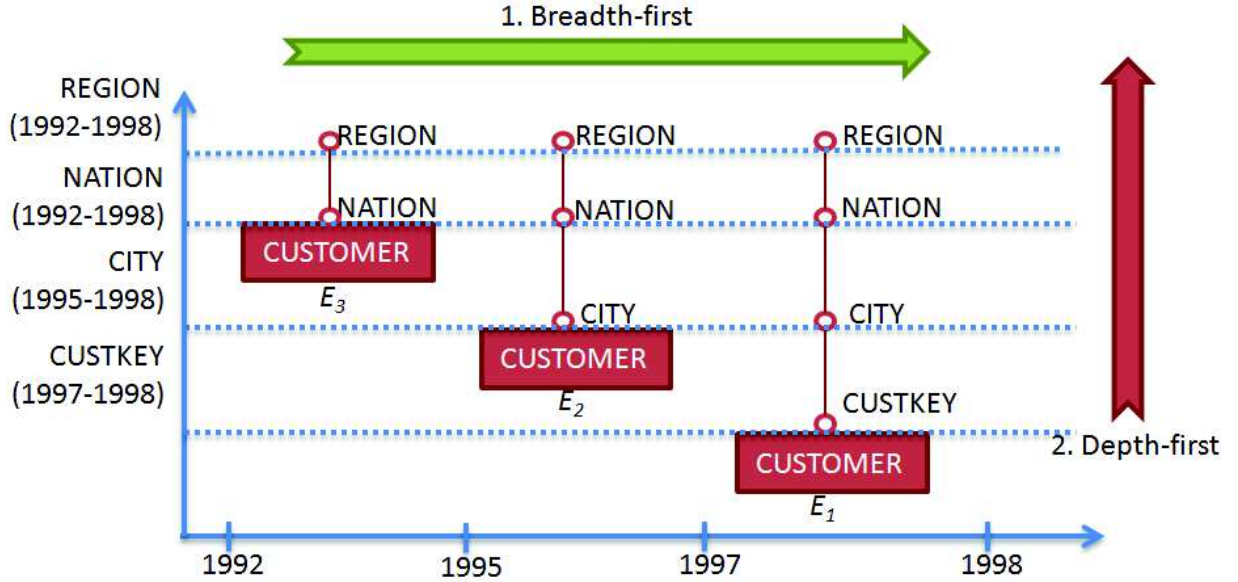 1. Breadth-first
REGION
(1992-1998)
REGION
REGION
REGION
NATION
(1992-1998)
NATION
NATION
NATION
CUSTOMER
E3
CITY
(1995-1998)
CITY
CITY
CUSTOMER
E2
CUSTKEY
(1997-1998)
CUSTKEY
CUSTOMER
E1
2. Depth-first
1992
1995
1997
1998